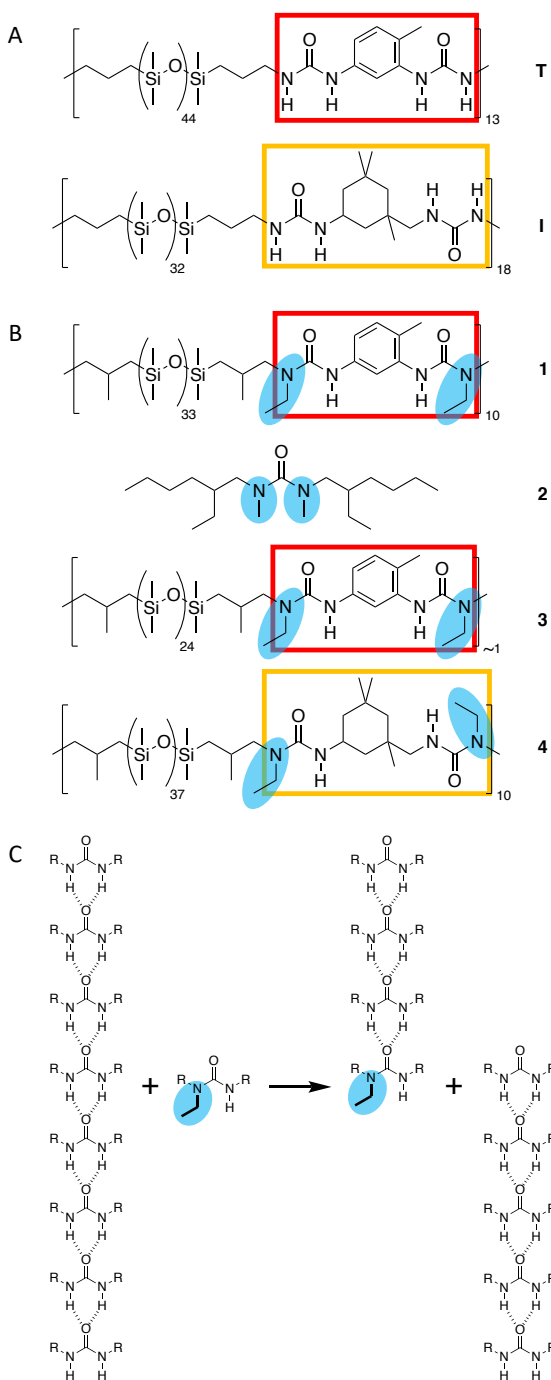 A
O O
Si O Si N N N N T
H H H H
44 13
H H
O
Si O Si N N N N I
H H O
32 18
B
O O
Si O Si N N N N 1
H H
33 10
O
N N 2
O O
Si O Si N N N N 3
H H
24 ~1
H
O N
Si O Si N N N 4
H O
37 10
C
O O
R N N R R N N R
H H H H
O O
R N N R R N N R
H H H H
O O
R N N R R N N R
H H H H
O O O O
R N N R + R N N R R N N R + R N N R
H H H H H H
O O
R N N R R N N R
H H H H
O O
R N N R R N N R
H H H H
O O
R N N R R N N R
H H H H
O O
R N N R R N N R
H H H H